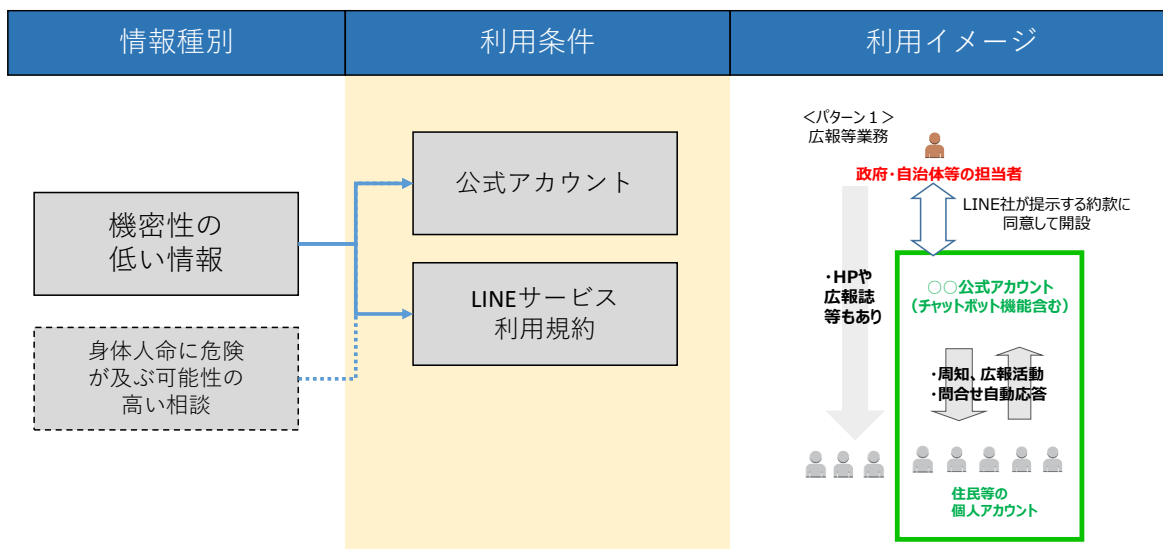 情報種別
利用条件
利用イメージ
機密性の
低い情報
身体人命に危険
が及ぶ可能性の
高い相談
公式アカウント
LINEサービス
利用規約
＜パターン１＞
広報等業務
政府・自治体等の担当者
LINE社が提示する約款に
同意して開設
・HPや
広報誌
等もあり
○○公式アカウント
（チャットボット機能含む）
・周知、広報活動
・問合せ自動応答
住民等の
個人アカウント